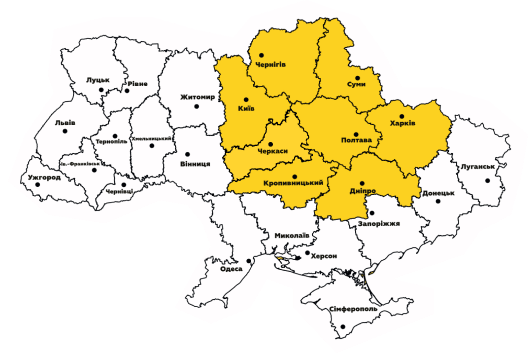 Чернігів
Суми
Луцьк
Рівне
Житомир
Київ
Львів
Харків
Тернопіль
Хмельницький
Полтава
Черкаси
Вінниця
Ів.-Франківськ
Луганськ
Ужгород
Чернівці
Кропивницький
Дніпро
Донецьк
Запоріжжя
Миколаїв
Херсон
Одеса
Сімферополь